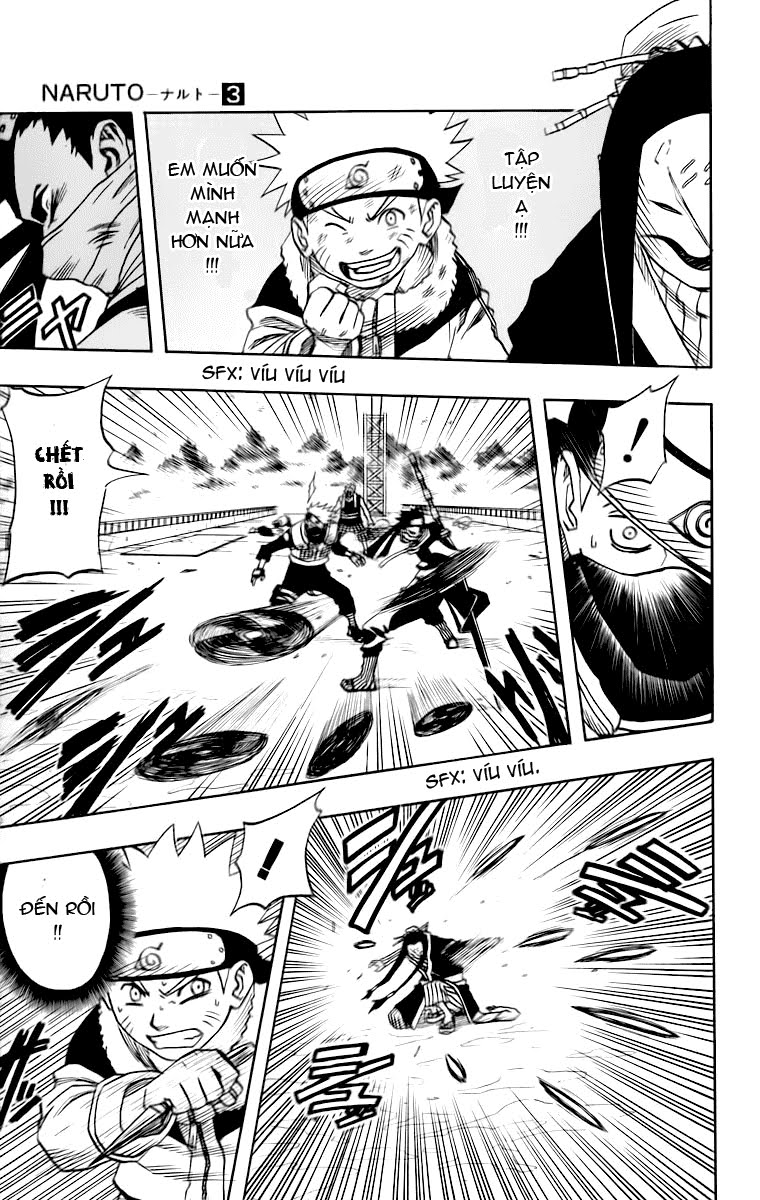 NARUTO —ナルト— 3
TẬP
LUYỆN
Ạ
!!!
EM MUỐN
MÌNH
MẠNH
HƠN NỮA
!!!
SFX: VÍU VÍU VÍU
!
CHẾT
RỒI
!!!
SFX: VÍU VÍU.
!
ĐẾN RỒI
!!